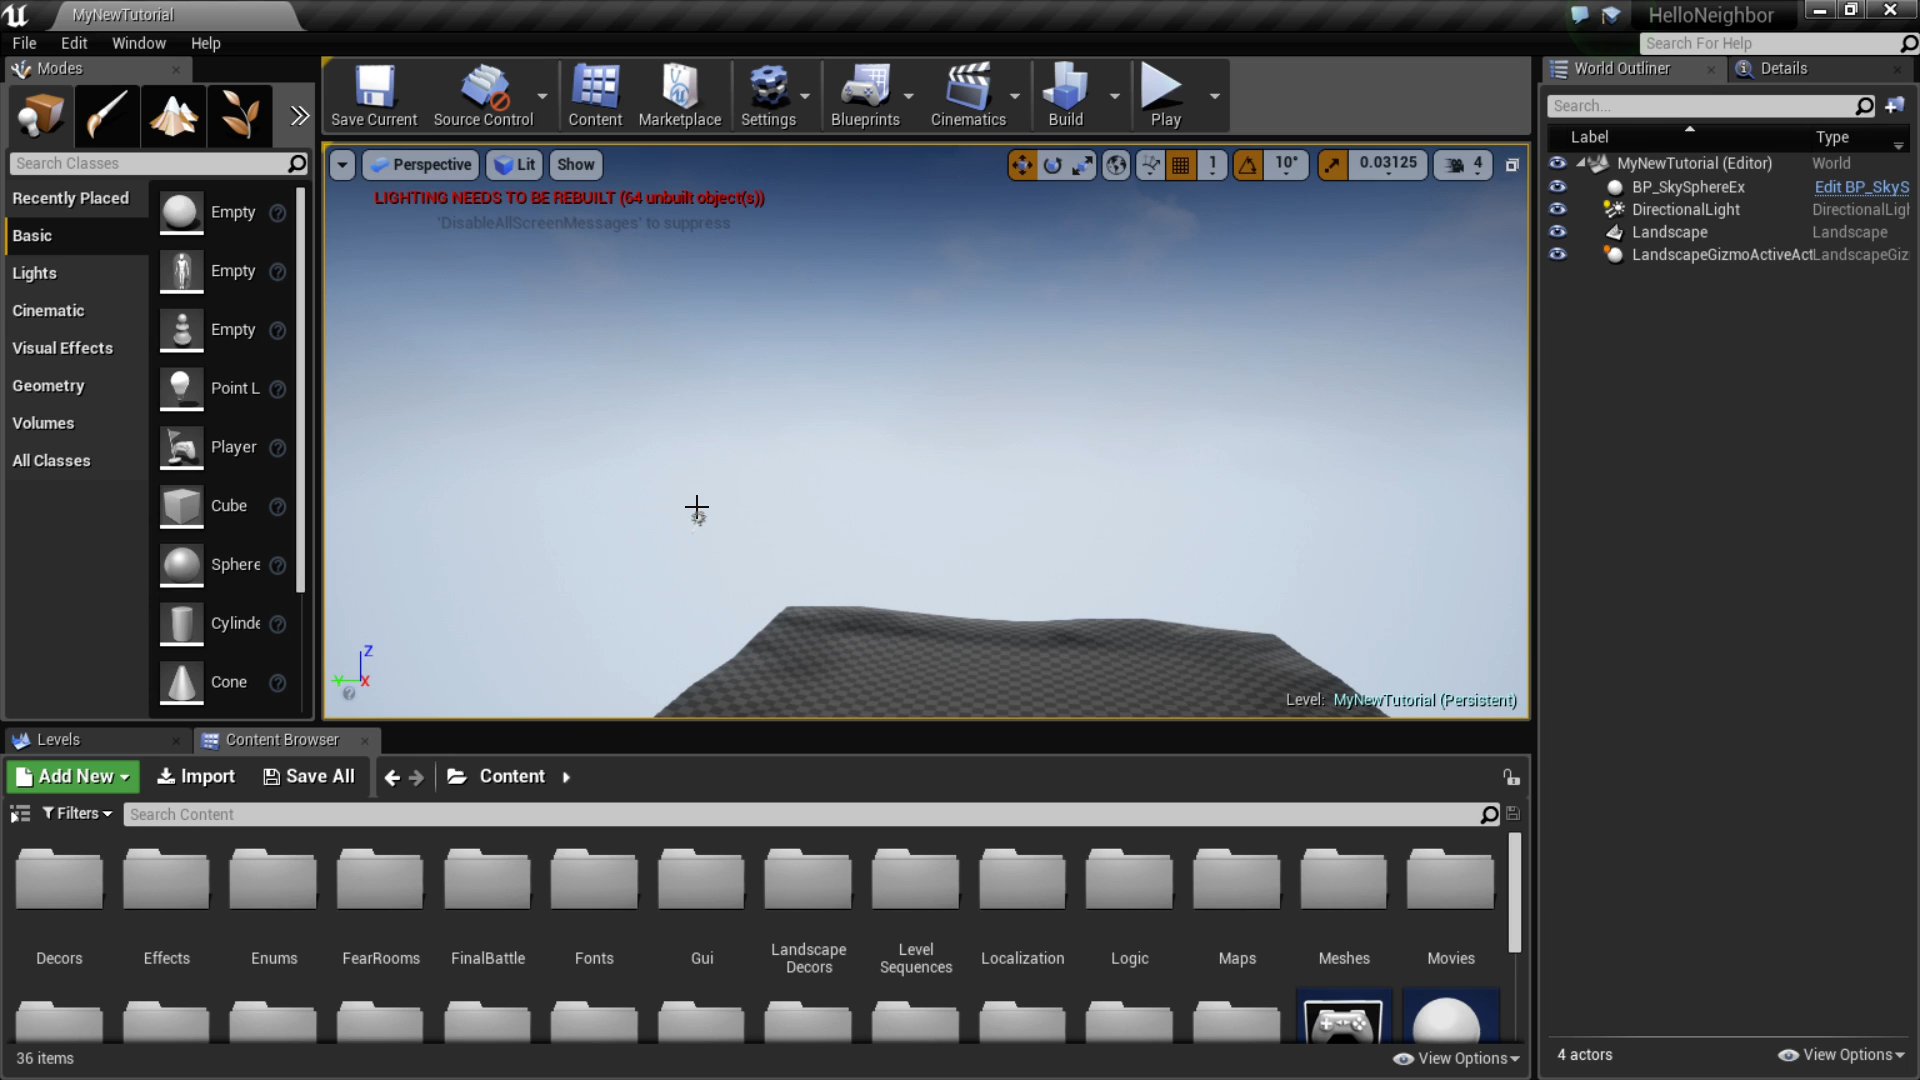 MyNewTutorial
HelloNeighbor
File Edit Window Help
Search For Help
Modes
Search Classes
Recently Placed
Basic
Lights
Cinematic
Visual Effects
Geometry
Volumes
All Classes
Empty
Empty
Empty
Point L
Player
Cube
Sphere
Cylinde
Cone
Save Current
Source Control
Content
Marketplace
Settings
Blueprints
Cinematics
Build
Play
Perspective
Lit
Show
1
10°
0.03125
4
LIGHTING NEEDS TO BE REBUILT (64 unbuilt object(s))
'DisableAllScreenMessages' to suppress
Z
Y
X
Level: MyNewTutorial (Persistent)
World Outliner
Details
Search...
Label Type
MyNewTutorial (Editor) World
BP_SkySphereEx Edit BP_SkyS
DirectionalLight DirectionalLigh
Landscape Landscape
LandscapeGizmoActiveAct LandscapeGiz
4 actors
View Options
Levels
Content Browser
Add New
Import
Save All
Content
Filters
Search Content
Decors
Effects
Enums
FearRooms
FinalBattle
Fonts
Gui
Landscape
Decors
Level
Sequences
Localization
Logic
Maps
Meshes
Movies
36 items
View Options